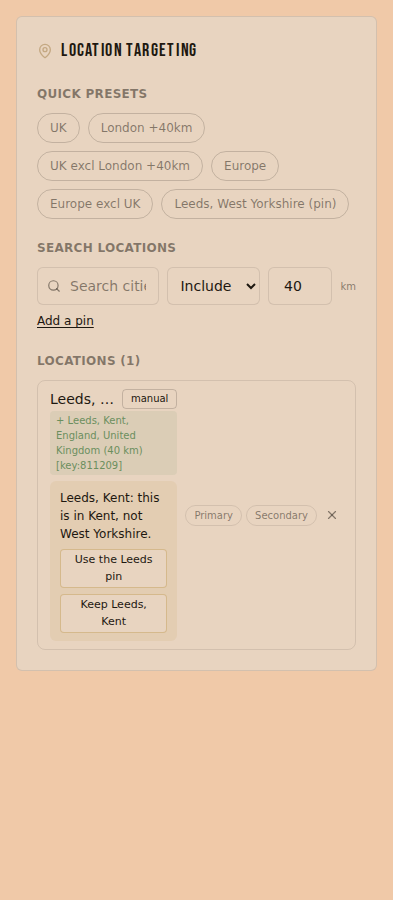 LOCATION TARGETING
QUICK PRESETS
UK
London +40km
UK excl London +40km
Europe
Europe excl UK
Leeds, West Yorkshire (pin)
SEARCH LOCATIONS
Search citi
Include
40
km
Add a pin
LOCATIONS (1)
Leeds, ...
manual
+ Leeds, Kent,
England, United
Kingdom (40 km)
[key:811209]
Leeds, Kent: this
is in Kent, not
West Yorkshire.
Use the Leeds
pin
Keep Leeds,
Kent
Primary
Secondary